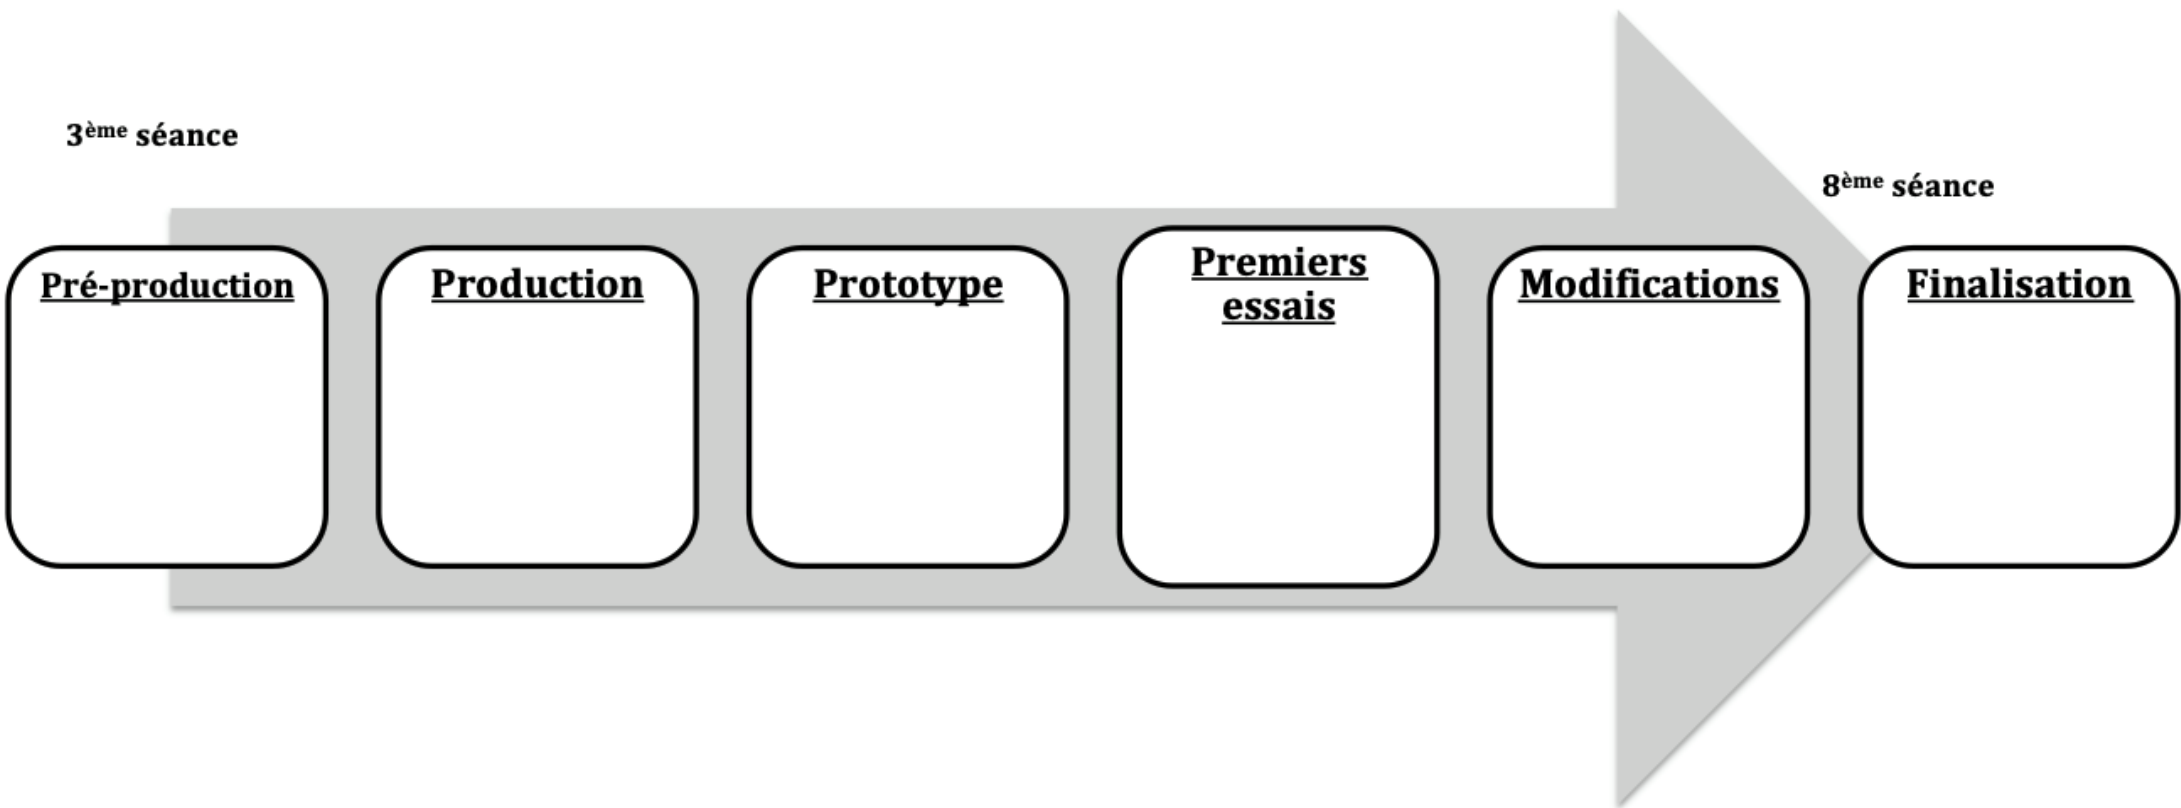 3ème séance
8ème séance
Pré-production
Production
Prototype
Premiers
essais
Modifications
Finalisation